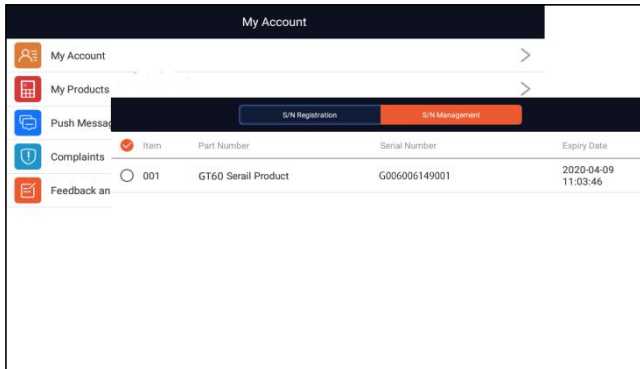 My Account
My Account
My Products
Push Messag
Complaints
Feedback an
S/N Registration S/N Management
Item Part Number Serial Number Expiry Date
001 GT60 Serail Product G006006149001 2020-04-09
11:03:46